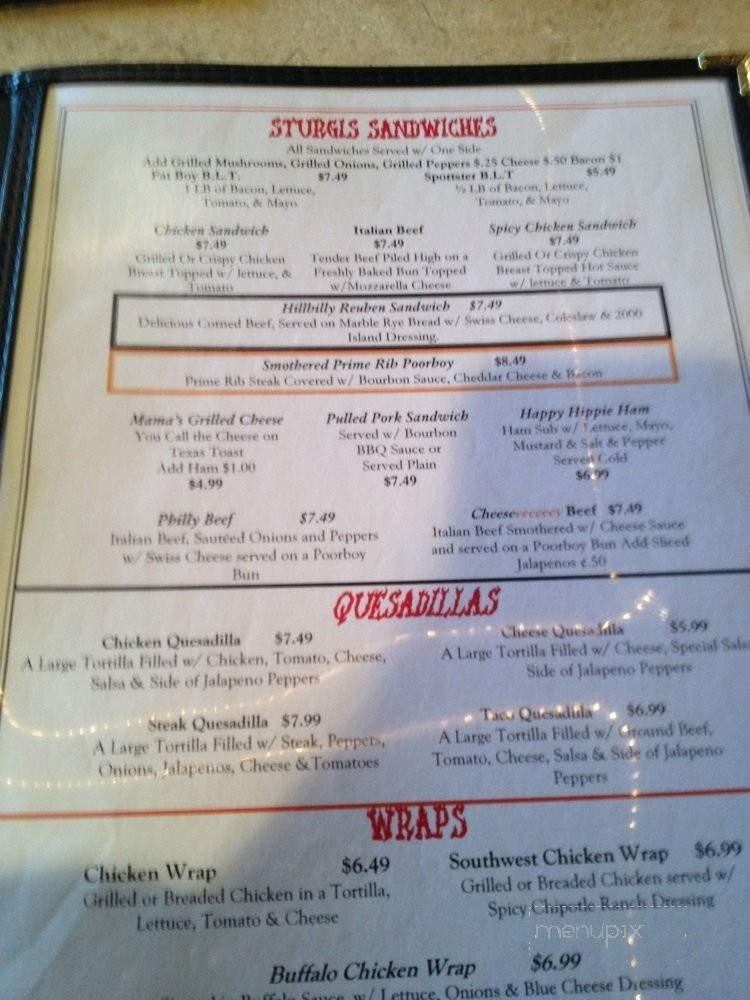 STURGIS SANDWICHES
All Sandwiches Served w/ One Side
Add Grilled Mushrooms, Grilled Onions, Grilled Peppers $.25 Cheese $.50 Bacon $1
Fat Boy B.L.T. $7.49
1 LB of Bacon, Lettuce,
Tomato, & Mayo
Sportster B.L.T $5.49
½ LB of Bacon, Lettuce,
Tomato, & Mayo
Chicken Sandwich
$7.49
Grilled Or Crispy Chicken
Breast Topped w/ lettuce, &
Tomato
Italian Beef
$7.49
Tender Beef Piled High on a
Freshly Baked Bun Topped
w/Mozzarella Cheese
Spicy Chicken Sandwich
$7.49
Grilled Or Crispy Chicken
Breast Topped Hot Sauce
w/ lettuce & Tomato
Hillbilly Reuben Sandwich $7.49
Delicious Corned Beef, Served on Marble Rye Bread w/ Swiss Cheese, Coleslaw & 2000
Island Dressing.
Smothered Prime Rib Poorboy $8.49
Prime Rib Steak Covered w/ Bourbon Sauce, Cheddar Cheese & Bacon
Mama's Grilled Cheese
You Call the Cheese on
Texas Toast
Add Ham $1.00
$4.99
Pulled Pork Sandwich
Served w/ Bourbon
BBQ Sauce or
Served Plain
$7.49
Happy Hippie Ham
Ham Sub w/ Lettuce, Mayo,
Mustard & Salt & Pepper
Served Cold
$6.99
Philly Beef $7.49
Italian Beef, Sautéed Onions and Peppers
w/ Swiss Cheese served on a Poorboy
Bun
Cheeseeeeeeey Beef $7.49
Italian Beef Smothered w/ Cheese Sauce
and served on a Poorboy Bun Add Sliced
Jalapenos ¢.50
QUESADILLAS
Chicken Quesadilla $7.49
A Large Tortilla Filled w/ Chicken, Tomato, Cheese,
Salsa & Side of Jalapeno Peppers
Cheese Quesadilla $5.99
A Large Tortilla Filled w/ Cheese, Special
Side of Jalapeno Peppers
Steak Quesadilla $7.99
A Large Tortilla Filled w/ Steak, Peppers,
Onions, Jalapenos, Cheese & Tomatoes
Taco Quesadilla $6.99
A Large Tortilla Filled w/ Ground Beef,
Tomato, Cheese, Salsa & Side of Jalapeno
Peppers
WRAPS
Chicken Wrap $6.49
Grilled or Breaded Chicken in a Tortilla,
Lettuce, Tomato & Cheese
Southwest Chicken Wrap $6.99
Grilled or Breaded Chicken served w/
Spicy Chipotle Ranch Dressing
menupix
Buffalo Chicken Wrap $6.99
Buffalo Sauce, w/ Lettuce, Onions & Blue Cheese Dressing